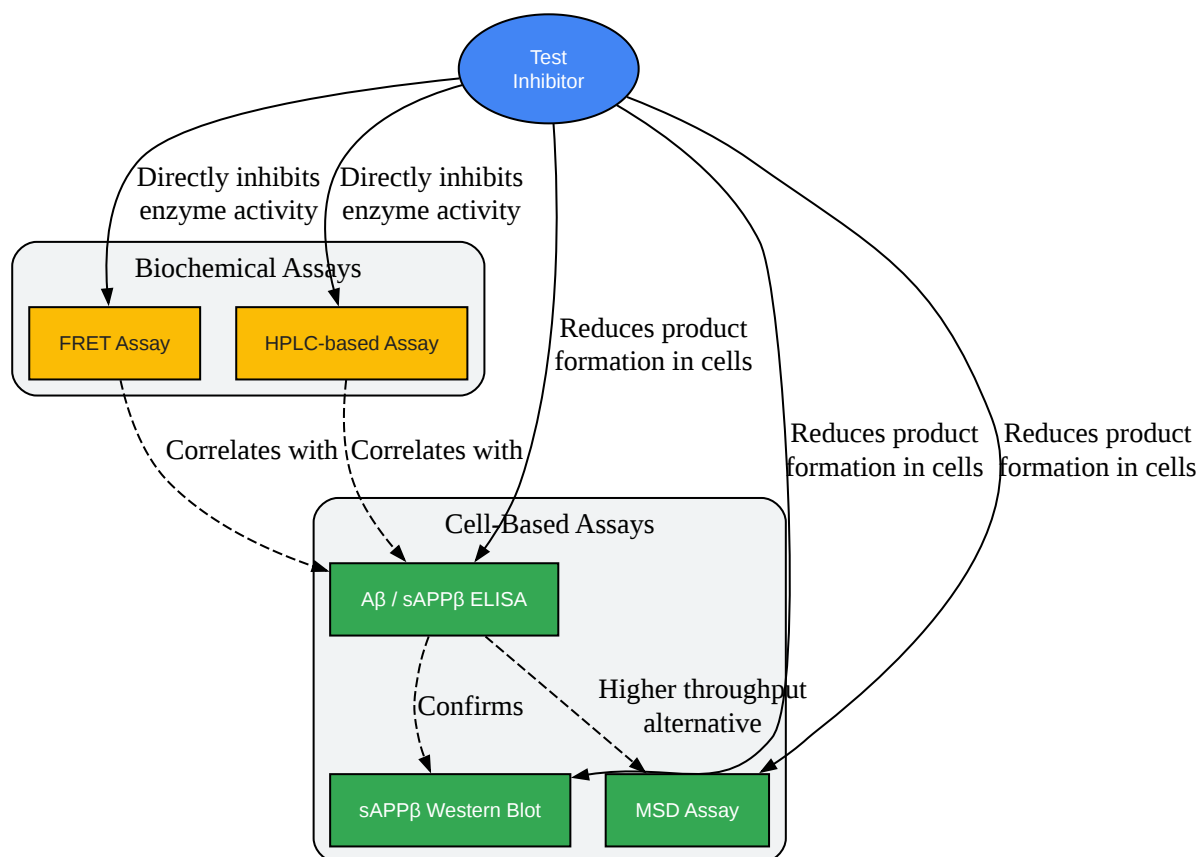 Test
Inhibitor
Directly inhibits
enzyme activity
Directly inhibits
enzyme activity
Biochemical Assays
FRET Assay
HPLC-based Assay
Reduces product
formation in cells
Correlates with
Correlates with
Reduces product
formation in cells
Reduces product
formation in cells
Cell-Based Assays
Aβ / sAPPβ ELISA
Confirms
Higher throughput
alternative
sAPPβ Western Blot
MSD Assay